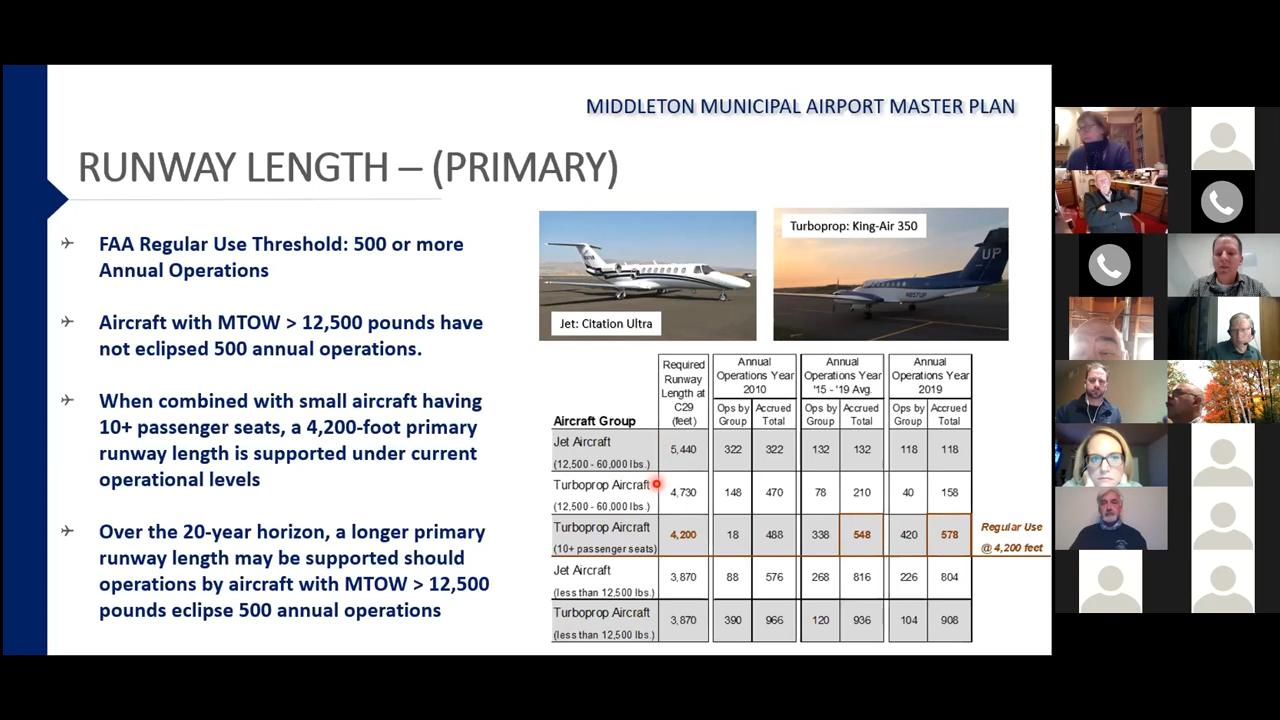 MIDDLETON MUNICIPAL AIRPORT MASTER PLAN
RUNWAY LENGTH – (PRIMARY)
FAA Regular Use Threshold: 500 or more
Annual Operations
Aircraft with MTOW > 12,500 pounds have
not eclipsed 500 annual operations.
When combined with small aircraft having
10+ passenger seats, a 4,200-foot primary
runway length is supported under current
operational levels
Over the 20-year horizon, a longer primary
runway length may be supported should
operations by aircraft with MTOW > 12,500
pounds eclipse 500 annual operations
Jet: Citation Ultra
Turboprop: King-Air 350
UP
Aircraft Group
Required
Runway
Length at
C29
(feet)
Annual
Operations Year
2010
Annual
Operations Year
'15 - '19 Avg.
Annual
Operations Year
2019
Ops by Group
Accrued Total
Ops by Group
Accrued Total
Ops by Group
Accrued Total
Jet Aircraft
(12,500 - 60,000 lbs.)
5,440 322 322 132 132 118 118
Turboprop Aircraft
(12,500 - 60,000 lbs.)
4,730 148 470 78 210 40 158
Turboprop Aircraft
(10+ passenger seats)
4,200 18 488 338 548 420 578
Regular Use
@ 4,200 feet
Jet Aircraft
(less than 12,500 lbs.)
3,870 88 576 268 816 226 804
Turboprop Aircraft
(less than 12,500 lbs.)
3,870 390 966 120 936 104 908